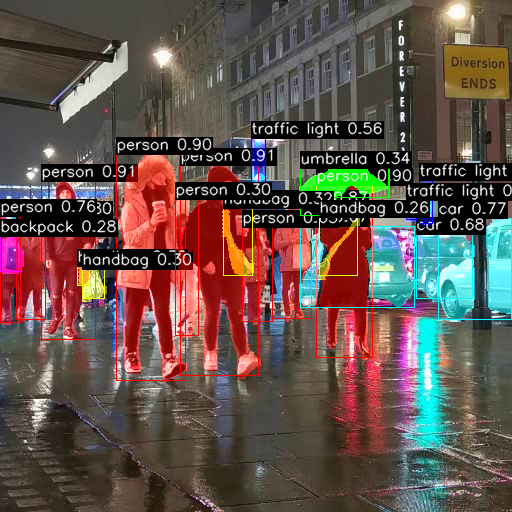 FOREVER 2
Diversion
ENDS
traffic light 0.56
person 0.90
person 0.91
umbrella 0.34
person 0.91
person 0.90
traffic light
person 0.30
traffic light 0
person 0.76
handbag 0.26
car 0.77
backpack 0.28
car 0.68
handbag 0.30